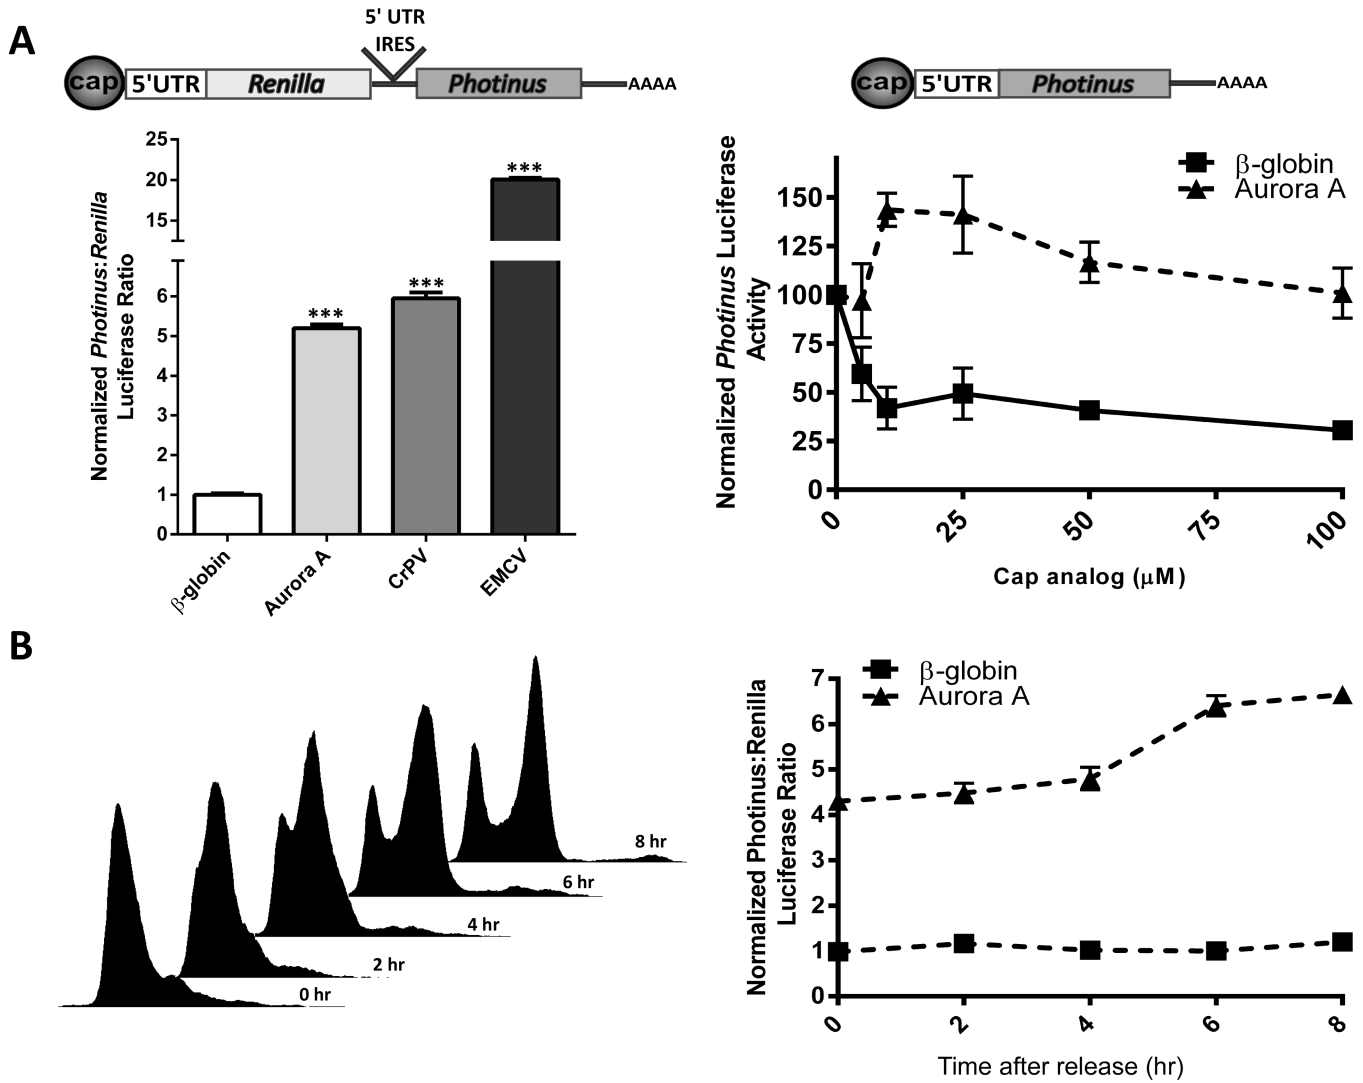 A
5' UTR
IRES
cap 5'UTR Renilla Photinus AAAA
cap 5'UTR Photinus AAAA
Normalized Photinus:Renilla
Luciferase Ratio
25
20
15
6
5
4
3
2
1
0
***
***
***
β-globin
Aurora A
CrPV
EMCV
Normalized Photinus Luciferase
Activity
150
125
100
75
50
25
0
β-globin
Aurora A
0
25
50
75
100
Cap analog (μM)
B
0 hr
2 hr
4 hr
6 hr
8 hr
Normalized Photinus:Renilla
Luciferase Ratio
7
6
5
4
3
2
1
0
β-globin
Aurora A
0
2
4
6
8
Time after release (hr)